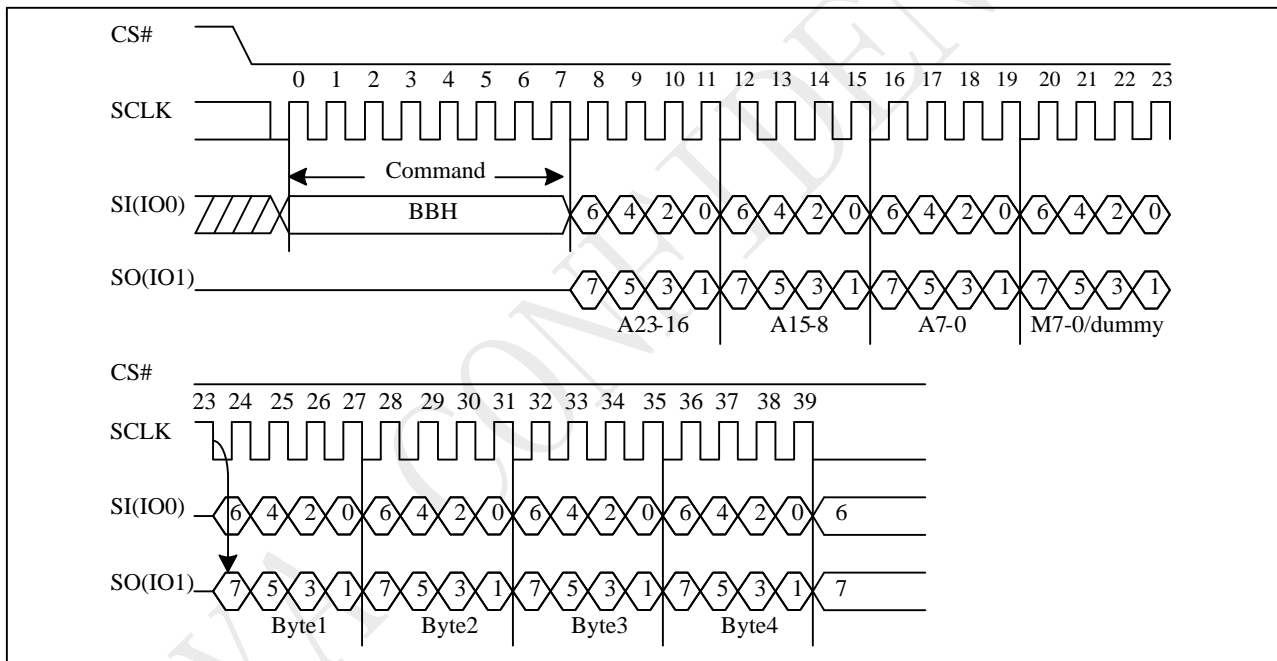 CS#
0 1 2 3 4 5 6 7 8 9 10 11 12 13 14 15 16 17 18 19 20 21 22 23
SCLK
Command
SI(IO0) BBH 6 4 2 0 6 4 2 0 6 4 2 0 6 4 2 0
SO(IO1) 7 5 3 1 7 5 3 1 7 5 3 1 7 5 3 1
A23-16 A15-8 A7-0 M7-0/dummy
CS#
23 24 25 26 27 28 29 30 31 32 33 34 35 36 37 38 39
SCLK
SI(IO0) 6 4 2 0 6 4 2 0 6 4 2 0 6 4 2 0 6
SO(IO1) 7 5 3 1 7 5 3 1 7 5 3 1 7 5 3 1 7
Byte1 Byte2 Byte3 Byte4